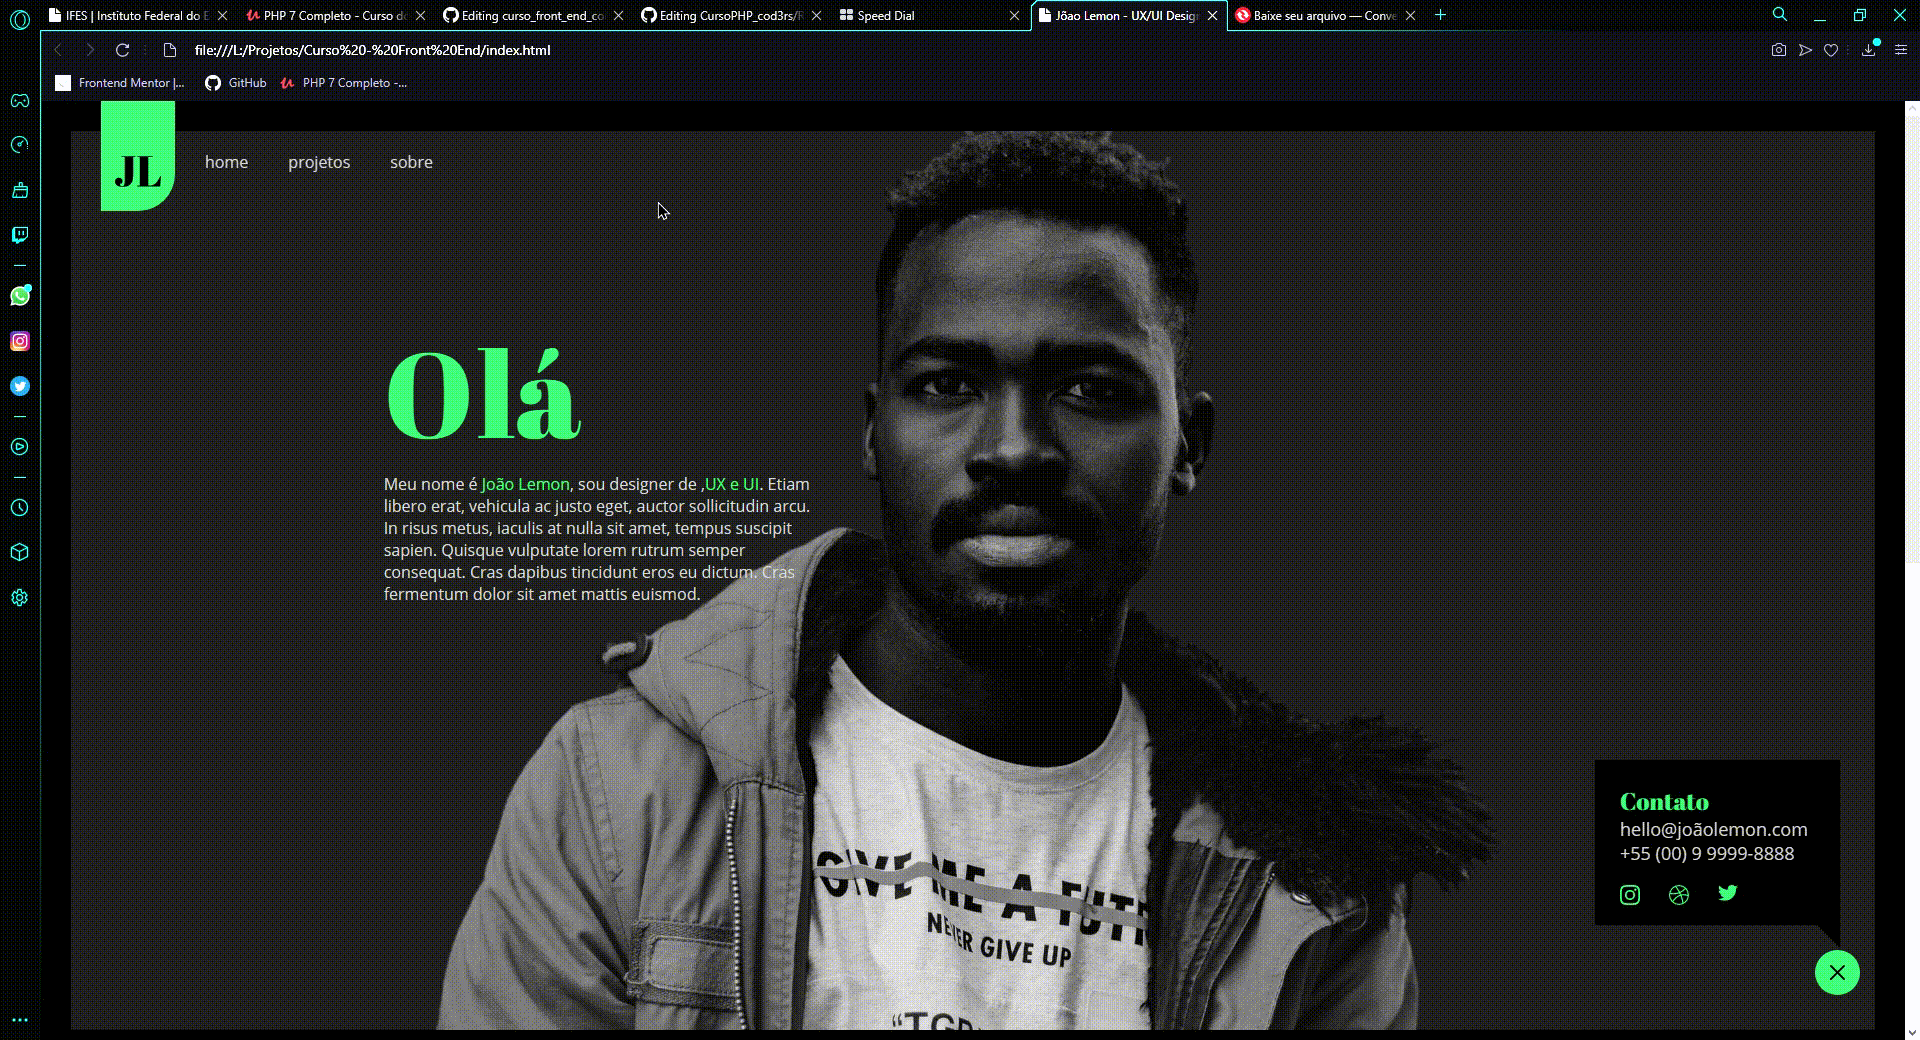 IFES | Instituto Federal do E
PHP 7 Completo - Curso d
Editing curso_front_end_co
Editing CursoPHP_cod3rs/R
Speed Dial
Jõao Lemon - UX/UI Desig
Baixe seu arquivo — Conv
file:///L:/Projetos/Curso%20-%20Front%20End/index.html
Frontend Mentor |...
GitHub
PHP 7 Completo -...
JL
home
projetos
sobre
Olá
Meu nome é João Lemon, sou designer de ,UX e UI. Etiam
libero erat, vehicula ac justo eget, auctor sollicitudin arcu.
In risus metus, iaculis at nulla sit amet, tempus suscipit
sapien. Quisque vulputate lorem rutrum semper
consequat. Cras dapibus tincidunt eros eu dictum. Cras
fermentum dolor sit amet mattis euismod.
GIVE ME A FUT
NEVER GIVE UP
Contato
hello@joãolemon.com
+55 (00) 9 9999-8888